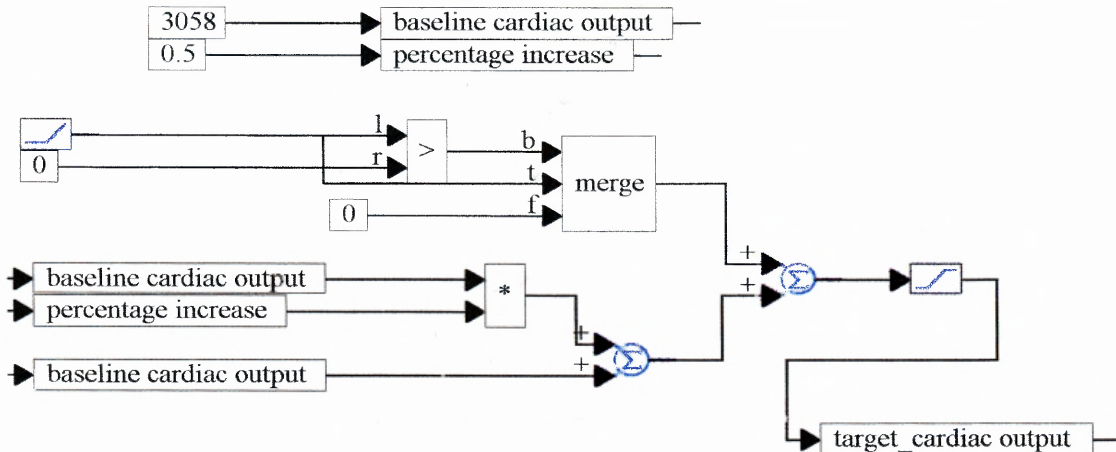 3058
baseline cardiac output
0.5
percentage increase
l
>
r
0
b
t
f
merge
0
baseline cardiac output
percentage increase
*
+
+
Σ
+
+
Σ
baseline cardiac output
target_cardiac output